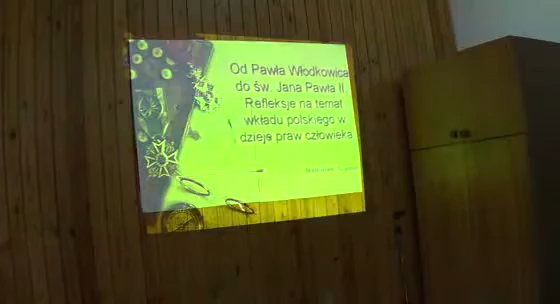 Od Pawła Włodkowica
do św. Jana Pawła II.
Refleksje na temat
wkładu polskiego w
dzieje praw człowieka